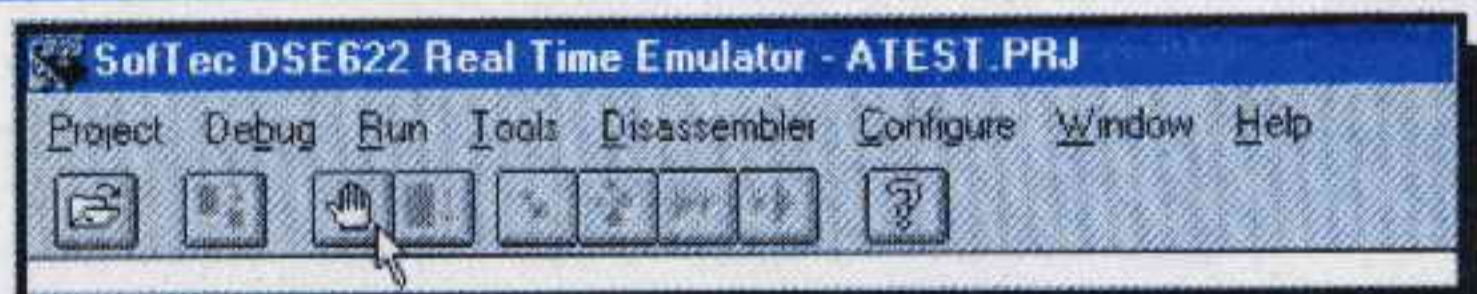 SofTec DSE622 Real Time Emulator - ATEST.PRJ
Project Debug Run Tools Disassembler Configure Window Help
?